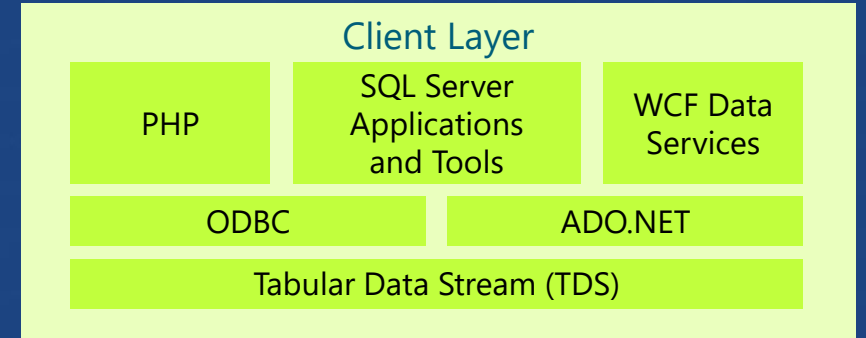 Client Layer
PHP
SQL Server
Applications
and Tools
WCF Data
Services
ODBC
ADO.NET
Tabular Data Stream (TDS)